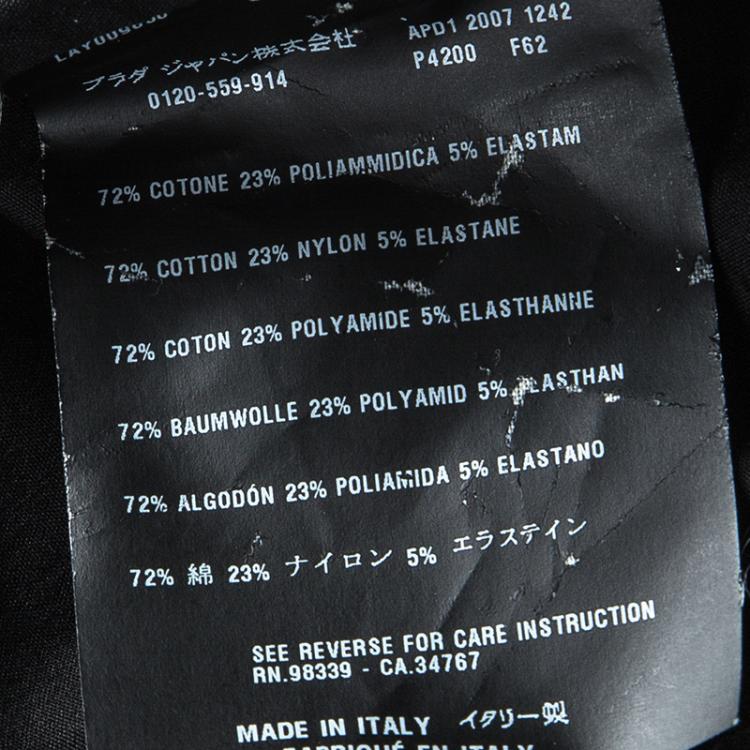 プラダ ジャパン株式会社
0120-559-914
APD1 2007 1242
P4200 F62
72% COTONE 23% POLIAMMIDICA 5% ELASTAM
72% COTTON 23% NYLON 5% ELASTANE
72% COTON 23% POLYAMIDE 5% ELASTHANNE
72% BAUMWOLLE 23% POLYAMID 5% ELASTHAN
72% ALGODÓN 23% POLIAMIDA 5% ELASTANO
72% 綿 23% ナイロン 5% エラステイン
SEE REVERSE FOR CARE INSTRUCTION
RN.98339 - CA.34767
MADE IN ITALY イタリー製
FABRIQUÉ EN ITALY